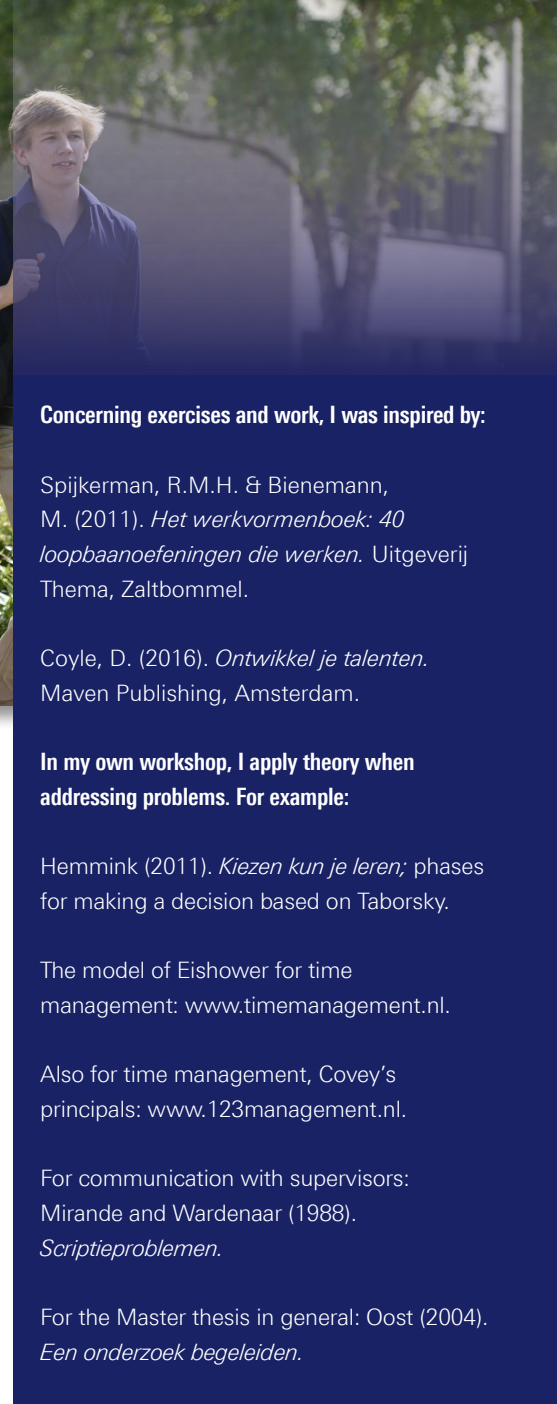 Concerning exercises and work, I was inspired by:
Spijkerman, R.M.H. & Bienemann,
M. (2011). Het werkvormenboek: 40
loopbaanoefeningen die werken. Uitgeverij
Thema, Zaltbommel.
Coyle, D. (2016). Ontwikkel je talenten.
Maven Publishing, Amsterdam.
In my own workshop, I apply theory when
addressing problems. For example:
Hemmink (2011). Kiezen kun je leren; phases
for making a decision based on Taborsky.
The model of Eishower for time
management: www.timemanagement.nl.
Also for time management, Covey’s
principals: www.123management.nl.
For communication with supervisors:
Mirande and Wardenaar (1988).
Scriptieproblemen.
For the Master thesis in general: Oost (2004).
Een onderzoek begeleiden.